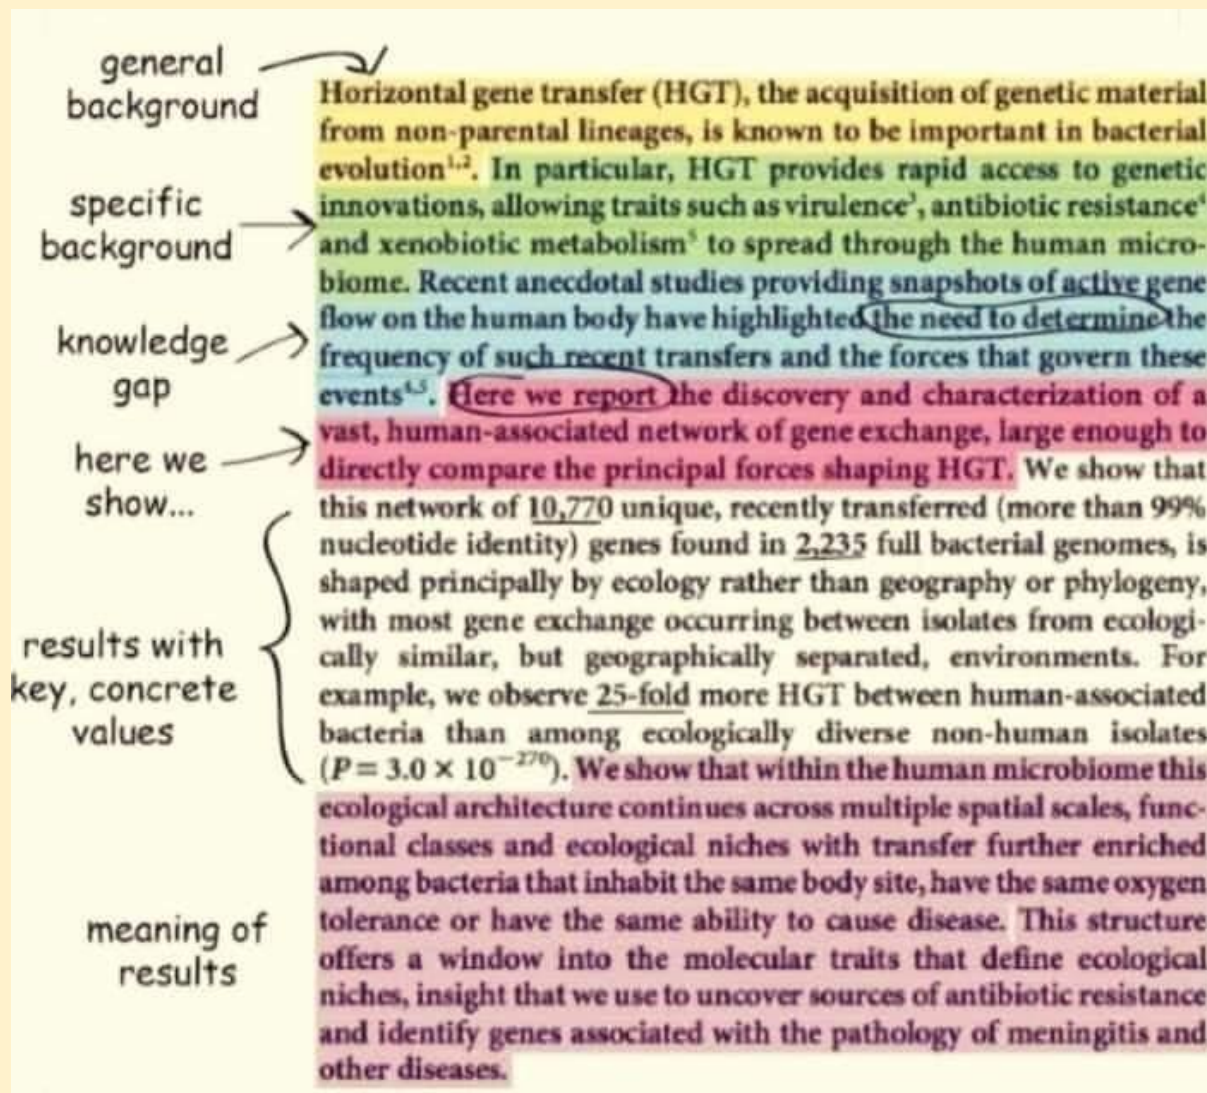 general
background
specific
background
knowledge
gap
here we
show...
results with
key, concrete
values
meaning of
results
Horizontal gene transfer (HGT), the acquisition of genetic material
from non-parental lineages, is known to be important in bacterial
evolution¹,². In particular, HGT provides rapid access to genetic
innovations, allowing traits such as virulence³, antibiotic resistance⁴
and xenobiotic metabolism⁵ to spread through the human micro-
biome. Recent anecdotal studies providing snapshots of active gene
flow on the human body have highlighted the need to determine the
frequency of such recent transfers and the forces that govern these
events⁴,⁵. Here we report the discovery and characterization of a
vast, human-associated network of gene exchange, large enough to
directly compare the principal forces shaping HGT. We show that
this network of 10,770 unique, recently transferred (more than 99%
nucleotide identity) genes found in 2,235 full bacterial genomes, is
shaped principally by ecology rather than geography or phylogeny,
with most gene exchange occurring between isolates from ecologi-
cally similar, but geographically separated, environments. For
example, we observe 25-fold more HGT between human-associated
bacteria than among ecologically diverse non-human isolates
(P = 3.0 × 10⁻²⁷⁰). We show that within the human microbiome this
ecological architecture continues across multiple spatial scales, func-
tional classes and ecological niches with transfer further enriched
among bacteria that inhabit the same body site, have the same oxygen
tolerance or have the same ability to cause disease. This structure
offers a window into the molecular traits that define ecological
niches, insight that we use to uncover sources of antibiotic resistance
and identify genes associated with the pathology of meningitis and
other diseases.